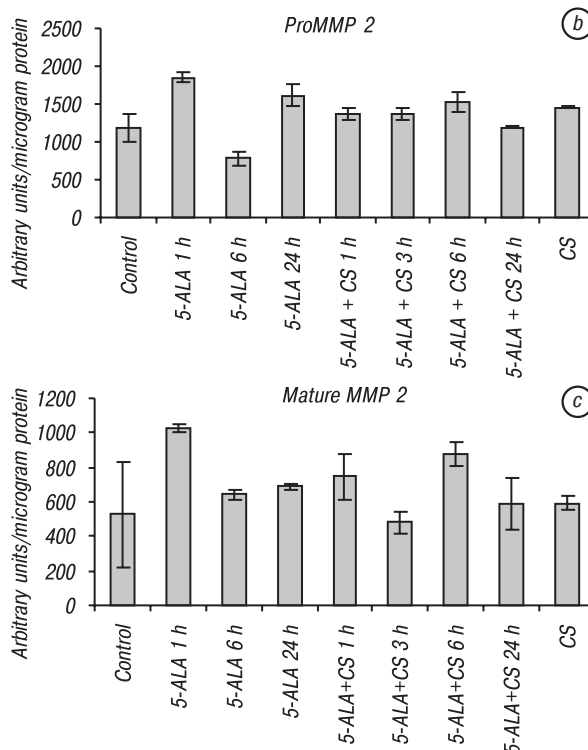 ProMMP 2
b
Arbitrary units/microgram protein
2500
2000
1500
1000
500
0
Control
5-ALA 1 h
5-ALA 6 h
5-ALA 24 h
5-ALA + CS 1 h
5-ALA + CS 3 h
5-ALA + CS 6 h
5-ALA + CS 24 h
CS
Mature MMP 2
c
Arbitrary units/microgram protein
1200
1000
800
600
400
200
0
Control
5-ALA 1 h
5-ALA 6 h
5-ALA 24 h
5-ALA+CS 1 h
5-ALA+CS 3 h
5-ALA+CS 6 h
5-ALA+CS 24 h
CS